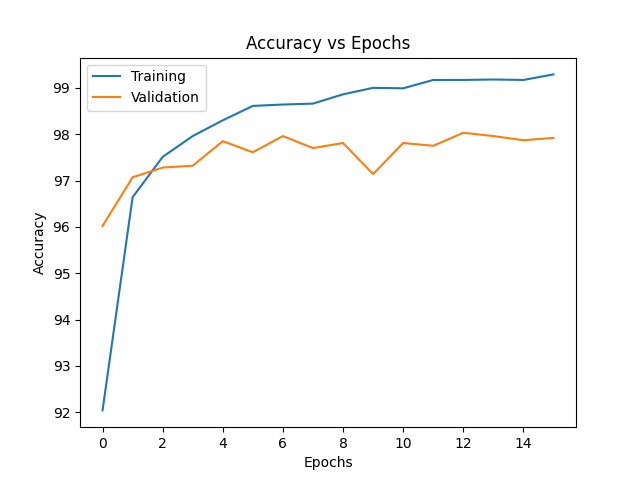 Accuracy vs Epochs
Training
Validation
99
98
97
96
95
94
93
92
Accuracy
0 2 4 6 8 10 12 14
Epochs